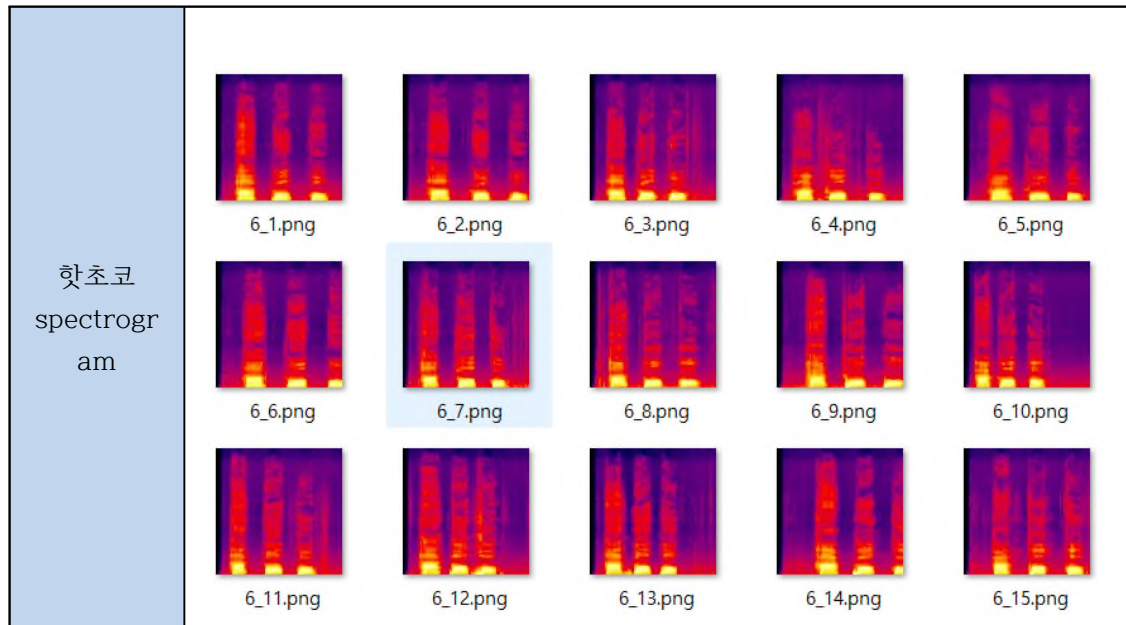 핫초코
spectrogr
am
6_1.png 6_2.png 6_3.png 6_4.png 6_5.png
6_6.png 6_7.png 6_8.png 6_9.png 6_10.png
6_11.png 6_12.png 6_13.png 6_14.png 6_15.png